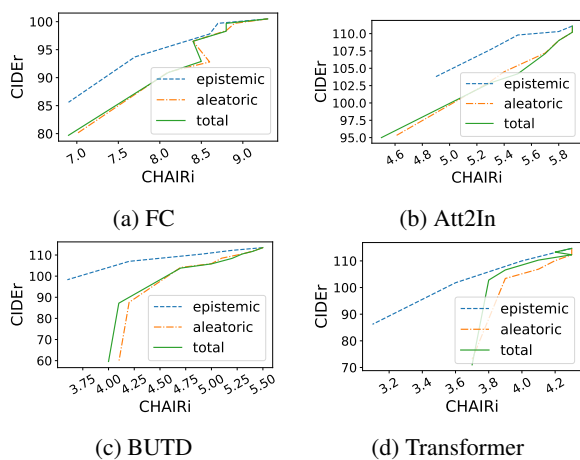 100
95
90
85
80
CIDEr
epistemic
aleatoric
total
7.0
7.5
8.0
8.5
9.0
CHAIRi
(a) FC
110.0
107.5
105.0
102.5
100.0
97.5
95.0
CIDEr
epistemic
aleatoric
total
4.6
4.8
5.0
5.2
5.4
5.6
5.8
CHAIRi
(b) Att2In
110
100
90
80
70
60
CIDEr
epistemic
aleatoric
total
3.75
4.00
4.25
4.50
4.75
5.00
5.25
5.50
CHAIRi
(c) BUTD
110
100
90
80
70
CIDEr
epistemic
aleatoric
total
3.2
3.4
3.6
3.8
4.0
4.2
CHAIRi
(d) Transformer